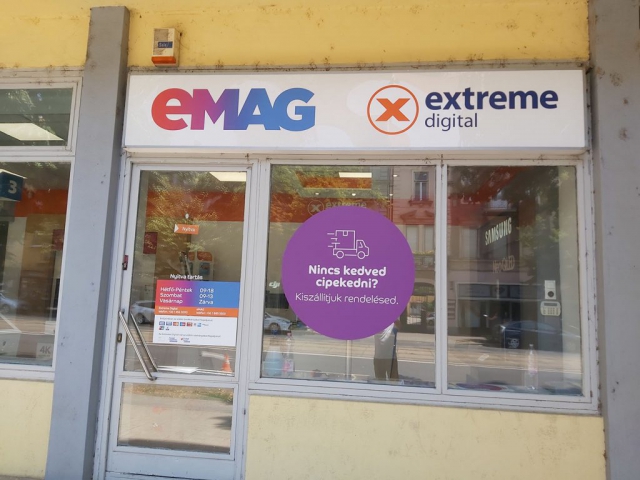 eMAG
x extreme
digital
3
Nyitva
SAMSUNG
Nincs kedved
cipekedni?
Kiszállítjuk rendelésed.
Nyitva tartás
Hétfő-Péntek 09-18
Szombat 09-13
Vasárnap Zárva